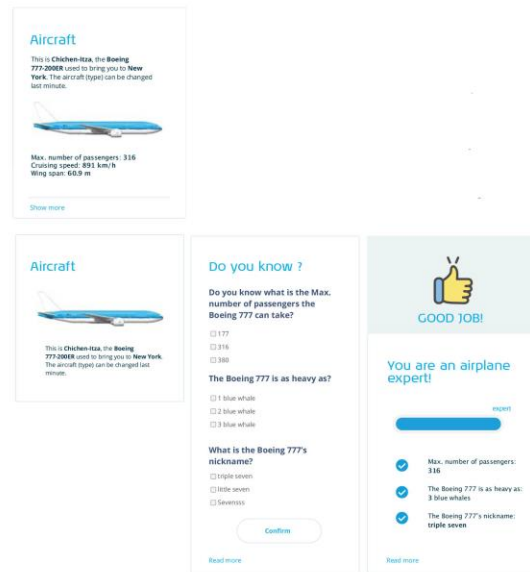 Aircraft
This is Chichen-Itza, the Boeing
777-200ER used to bring you to New
York. The aircraft (type) can be changed
last minute.
Max. number of passengers: 316
Cruising speed: 891 km/h
Wing span: 60.9 m
Show more
Aircraft
This is Chichen-Itza, the Boeing
777-200ER used to bring you to New York.
The aircraft (type) can be changed last
minute.
Do you know ?
Do you know what is the Max.
number of passengers the
Boeing 777 can take?
177
316
380
The Boeing 777 is as heavy as?
1 blue whale
2 blue whale
3 blue whale
What is the Boeing 777's
nickname?
triple seven
little seven
Sevensss
Confirm
Read more
GOOD JOB!
You are an airplane
expert!
expert
Max. number of passengers:
316
The Boeing 777 is as heavy as:
3 blue whales
The Boeing 777's nickname:
triple seven
Read more